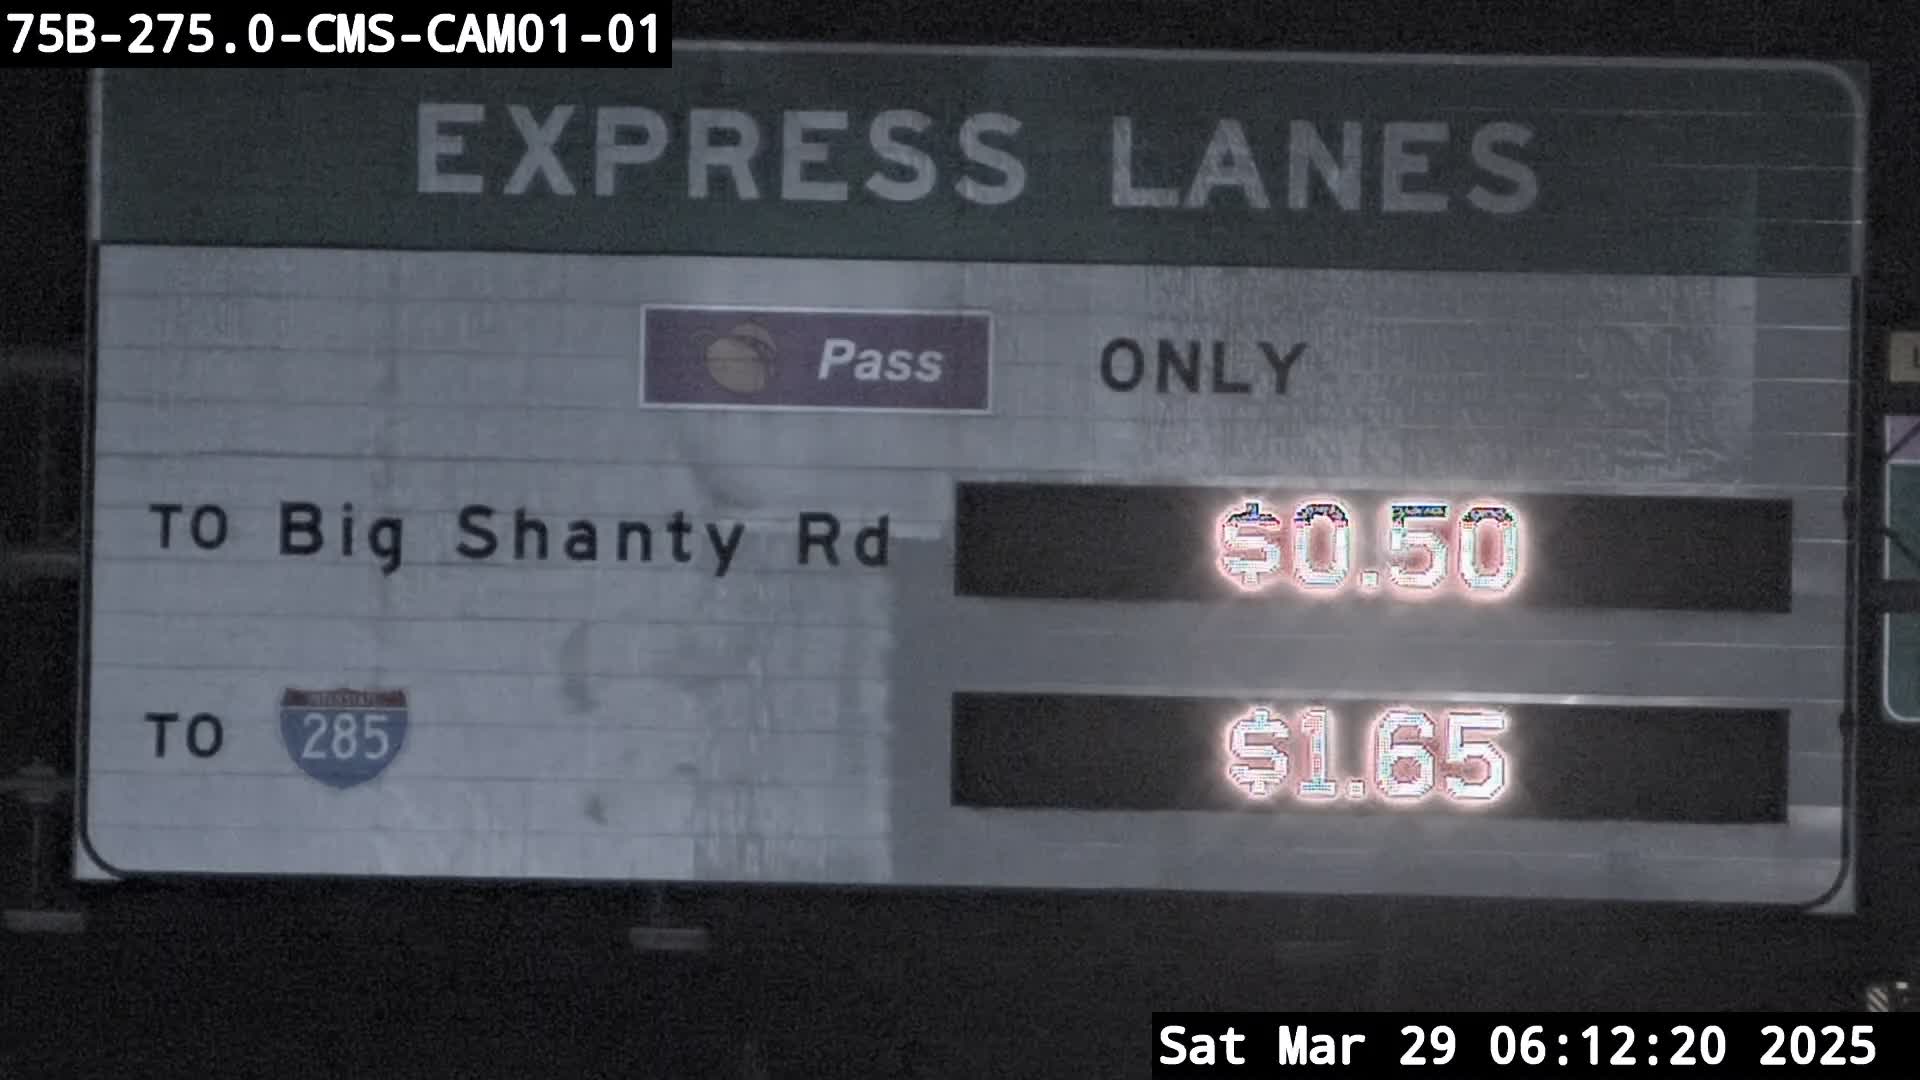 75B-275.0-CMS-CAM01-01
EXPRESS LANES
Pass ONLY
TO Big Shanty Rd $0.50
TO INTERSTATE 285 $1.65
Sat Mar 29 06:12:20 2025